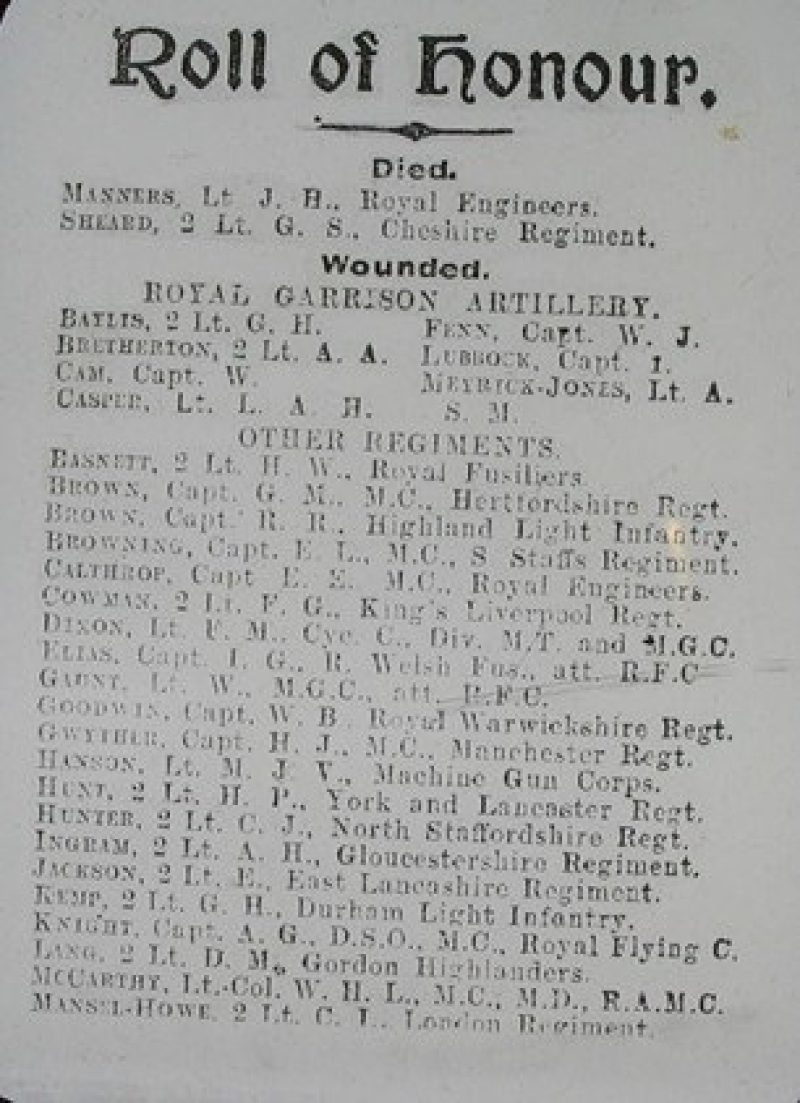 Roll of Honour.
Died.
MANNERS, Lt J. H., Royal Engineers.
SHEARD, 2 Lt. G. S., Cheshire Regiment.
Wounded.
ROYAL GARRISON ARTILLERY.
BAYLIS, 2 Lt. G. H.
BRETHERTON, 2 Lt. A. A.
CAM, Capt. W.
CASPER, Lt. L. A. H.
FENN, Capt. W. J.
LUBBOCK, Capt.
MEYRICK-JONES, Lt. A.
S. M.
OTHER REGIMENTS.
BASNETT, 2 Lt. H. W., Royal Fusiliers.
BROWN, Capt. G. M., M.C., Hertfordshire Regt.
BROWN, Capt. R. R., Highland Light Infantry.
BROWNING, Capt. E. L., M.C., S Staffs Regiment.
CALTHROP, Capt E. E. M.C., Royal Engineers.
COWMAN, 2 Lt. F. G., King's Liverpool Regt.
DIXON, Lt. F. M., Cyc. C., Div. M.T. and M.G.C.
ELIAS, Capt. I. G., R. Welsh Fus., att. R.F.C
GAUNT, Lt. W., M.G.C., att. R.F.C.
GOODWIN, Capt. W. B. Royal Warwickshire Regt.
GWYTHER, Capt. H. J., M.C., Manchester Regt.
HANSON, Lt. M. J. V., Machine Gun Corps.
HUNT, 2 Lt. H. P., York and Lancaster Regt.
HUNTER, 2 Lt. C. J., North Staffordshire Regt.
INGRAM, 2 Lt. A. H., Gloucestershire Regiment.
JACKSON, 2 Lt. E., East Lancashire Regiment.
KEMP, 2 Lt. G. H., Durham Light Infantry.
KNIGHT, Capt. A. G., D.S.O., M.C., Royal Flying C.
LANG, 2 Lt. D. M., Gordon Highlanders.
MCCARTHY, Lt.-Col. W. H. L., M.C., M.D., R.A.M.C.
MANSEL-HOWE, 2 Lt. C. I., London Regiment.